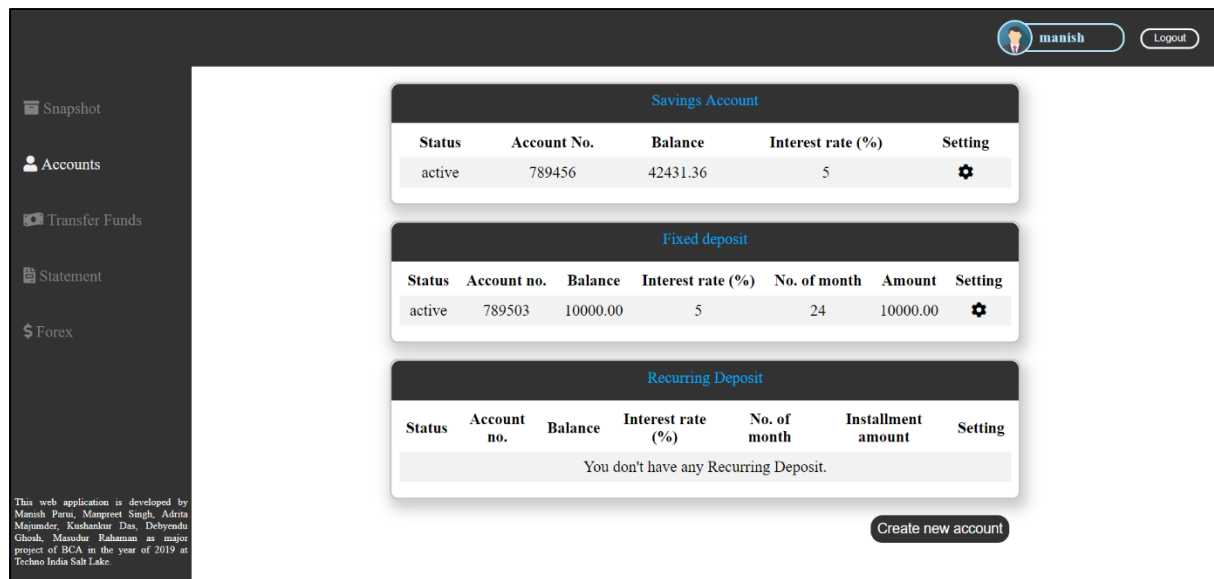 manish
Logout
Snapshot
Accounts
Transfer Funds
Statement
$ Forex
This web application is developed by
Manish Parui, Manpreet Singh, Adrita
Majumder, Kushankur Das, Debyendu
Ghosh, Masudur Rahaman as major
project of BCA in the year of 2019 at
Techno India Salt Lake.
Savings Account
Status Account No. Balance Interest rate (%) Setting
active 789456 42431.36 5
Fixed deposit
Status Account no. Balance Interest rate (%) No. of month Amount Setting
active 789503 10000.00 5 24 10000.00
Recurring Deposit
Status Account no. Balance Interest rate (%) No. of month Installment amount Setting
You don't have any Recurring Deposit.
Create new account